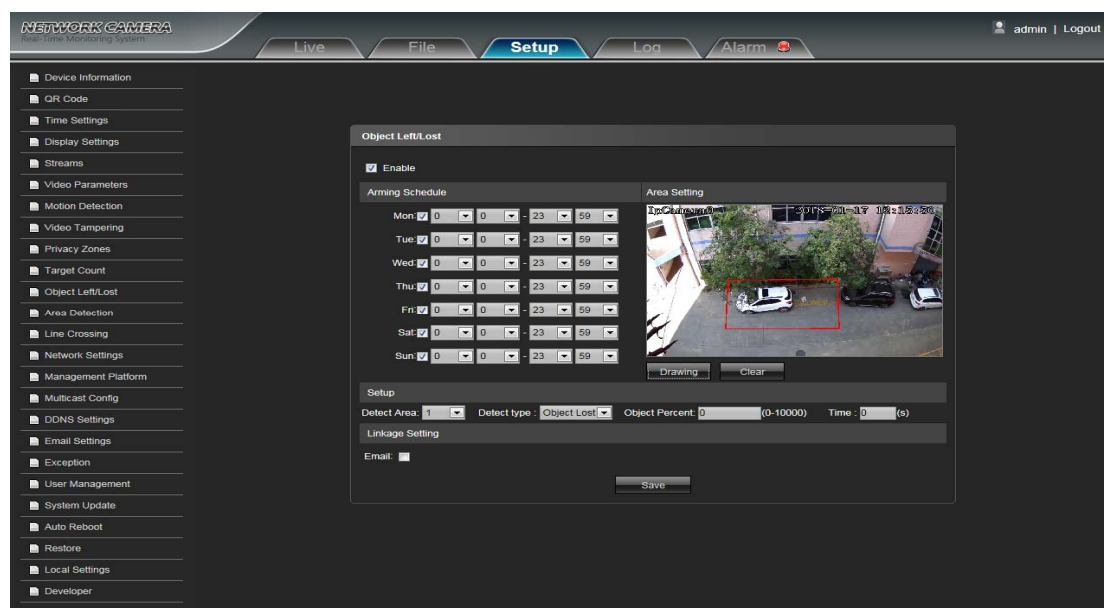 NETWORK CAMERA
Real-Time Monitoring System
admin | Logout
Live File Setup Log Alarm
Device Information
QR Code
Time Settings
Display Settings
Streams
Video Parameters
Motion Detection
Video Tampering
Privacy Zones
Target Count
Object Left/Lost
Area Detection
Line Crossing
Network Settings
Management Platform
Multicast Config
DDNS Settings
Email Settings
Exception
User Management
System Update
Auto Reboot
Restore
Local Settings
Developer
Object Left/Lost
Enable
Arming Schedule
Mon: 0 0 - 23 59
Tue: 0 0 - 23 59
Wed: 0 0 - 23 59
Thu: 0 0 - 23 59
Fri: 0 0 - 23 59
Sat: 0 0 - 23 59
Sun: 0 0 - 23 59
Area Setting
Drawing Clear
Setup
Detect Area: 1 Detect type : Object Lost Object Percent: 0 (0-10000) Time : 0 (s)
Linkage Setting
Email:
Save